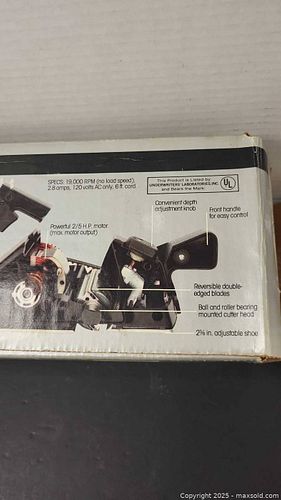 SPECS: 19,000 RPM (no load speed),
2.8 amps, 120 volts AC only, 6 ft. cord.
This Product is Listed by
UNDERWRITERS' LABORATORIES INC.
and Bears the Mark.
UL
Convenient depth
adjustment knob
Front handle
for easy control
Powerful 2/5 H.P. motor
(max. motor output)
Reversible double-
edged blades
Ball and roller bearing
mounted cutter head
in. adjustable shoe
Copyright © 2025 - maxsold.com